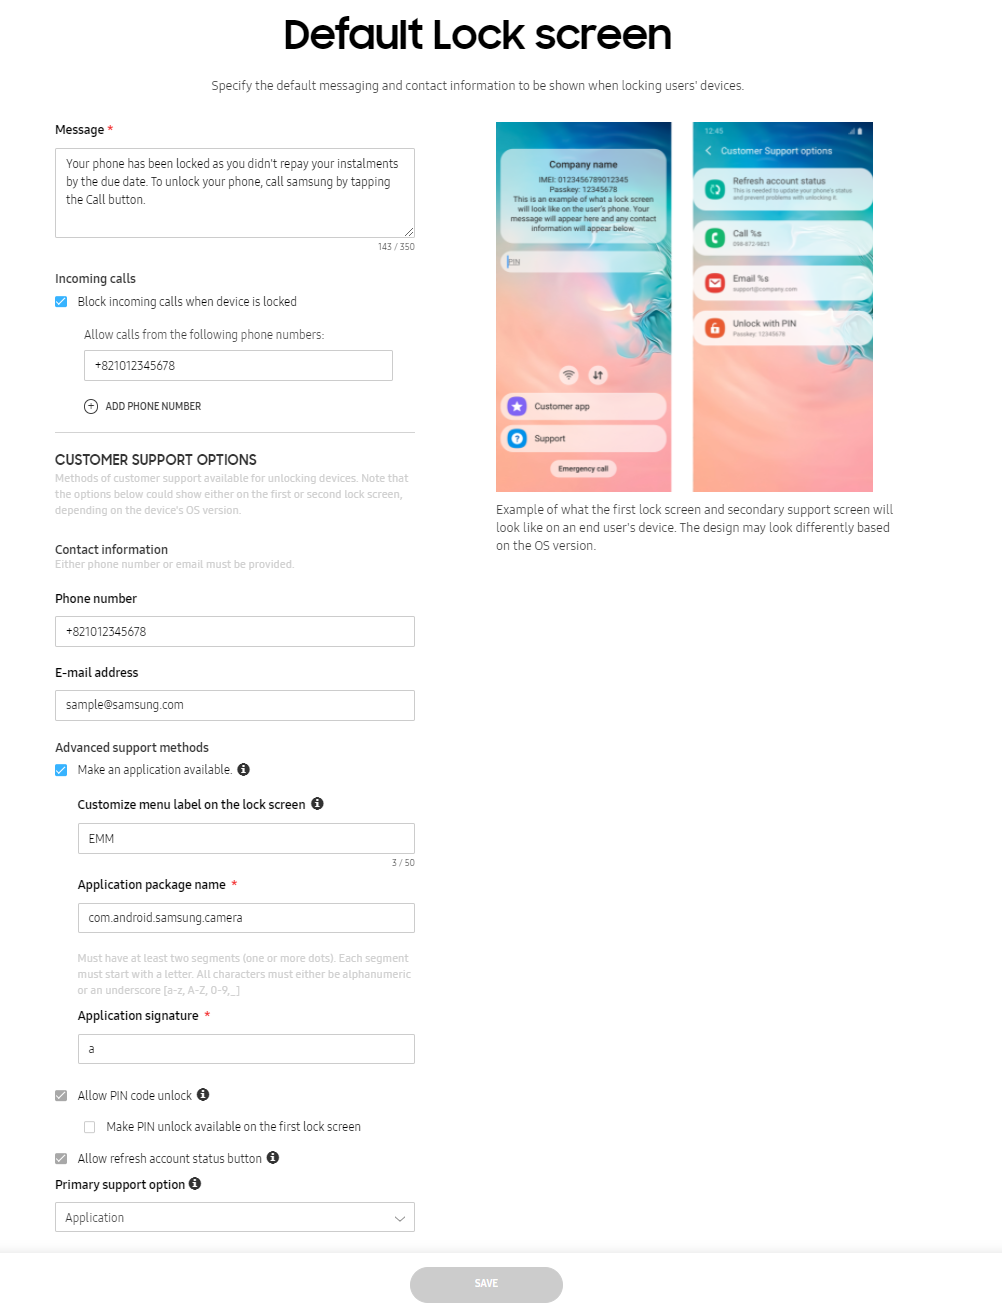 Default Lock screen
Specify the default messaging and contact information to be shown when locking users' devices.
Message *
Your phone has been locked as you didn't repay your instalments
by the due date. To unlock your phone, call samsung by tapping
the Call button.
143 / 350
Incoming calls
Block incoming calls when device is locked
Allow calls from the following phone numbers:
+821012345678
ADD PHONE NUMBER
CUSTOMER SUPPORT OPTIONS
Methods of customer support available for unlocking devices. Note that
the options below could show either on the first or second lock screen,
depending on the device's OS version.
Contact information
Either phone number or email must be provided.
Phone number
+821012345678
E-mail address
sample@samsung.com
Advanced support methods
Make an application available.
Customize menu label on the lock screen
EMM
3 / 50
Application package name *
com.android.samsung.camera
Must have at least two segments (one or more dots). Each segment
must start with a letter. All characters must either be alphanumeric
or an underscore [a-z, A-Z, 0-9,_]
Application signature *
a
Allow PIN code unlock
Make PIN unlock available on the first lock screen
Allow refresh account status button
Primary support option
Application
Company name
IMEI: 0123456789012345
Passkey: 12345678
This is an example of what a lock screen
will look like on the user's phone. Your
message will appear here and any contact
information will appear below.
PIN
Customer app
Support
Emergency call
12:45
Customer Support options
Refresh account status
This is needed to update your phone's status
and prevent problems with unlocking it.
Call %s
098-672-9821
Email %s
support@company.com
Unlock with PIN
Passkey: 12345678
Example of what the first lock screen and secondary support screen will
look like on an end user's device. The design may look differently based
on the OS version.
SAVE